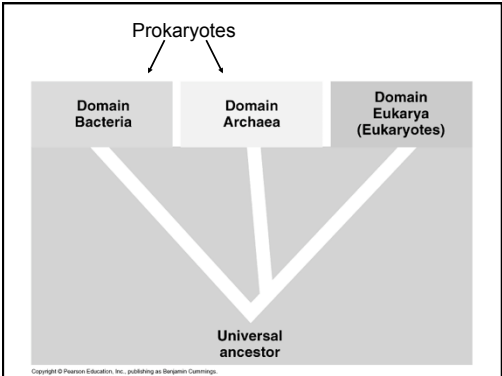 Prokaryotes
Domain
Bacteria
Domain
Archaea
Domain
Eukarya
(Eukaryotes)
Universal
ancestor
Copyright © Pearson Education, Inc., publishing as Benjamin Cummings.